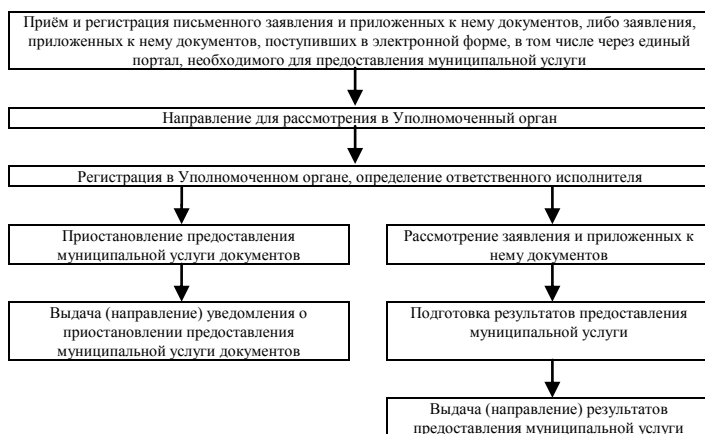 Приём и регистрация письменного заявления и приложенных к нему документов, либо заявления,
приложенных к нему документов, поступивших в электронной форме, в том числе через единый
портал, необходимого для предоставления муниципальной услуги
Направление для рассмотрения в Уполномоченный орган
Регистрация в Уполномоченном органе, определение ответственного исполнителя
Приостановление предоставления
муниципальной услуги документов
Рассмотрение заявления и приложенных к
нему документов
Выдача (направление) уведомления о
приостановлении предоставления
муниципальной услуги документов
Подготовка результатов предоставления
муниципальной услуги
Выдача (направление) результатов
предоставления муниципальной услуги